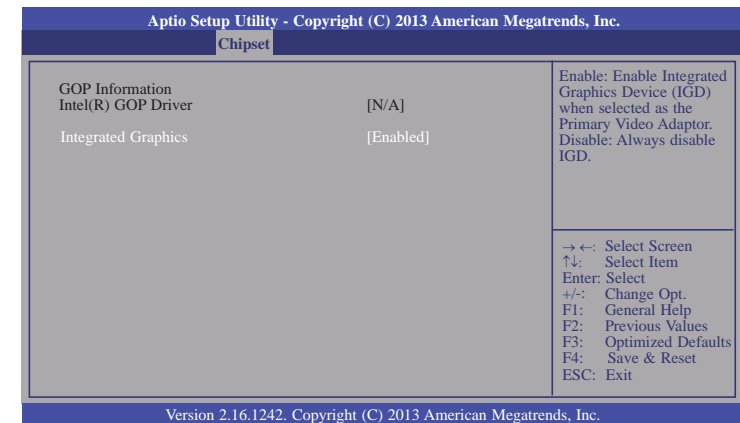 Aptio Setup Utility - Copyright (C) 2013 American Megatrends, Inc.
Chipset
GOP Information
Intel(R) GOP Driver [N/A]
Integrated Graphics [Enabled]
Enable: Enable Integrated
Graphics Device (IGD)
when selected as the
Primary Video Adaptor.
Disable: Always disable
IGD.
→←: Select Screen
↑↓: Select Item
Enter: Select
+/-: Change Opt.
F1: General Help
F2: Previous Values
F3: Optimized Defaults
F4: Save & Reset
ESC: Exit
Version 2.16.1242. Copyright (C) 2013 American Megatrends, Inc.